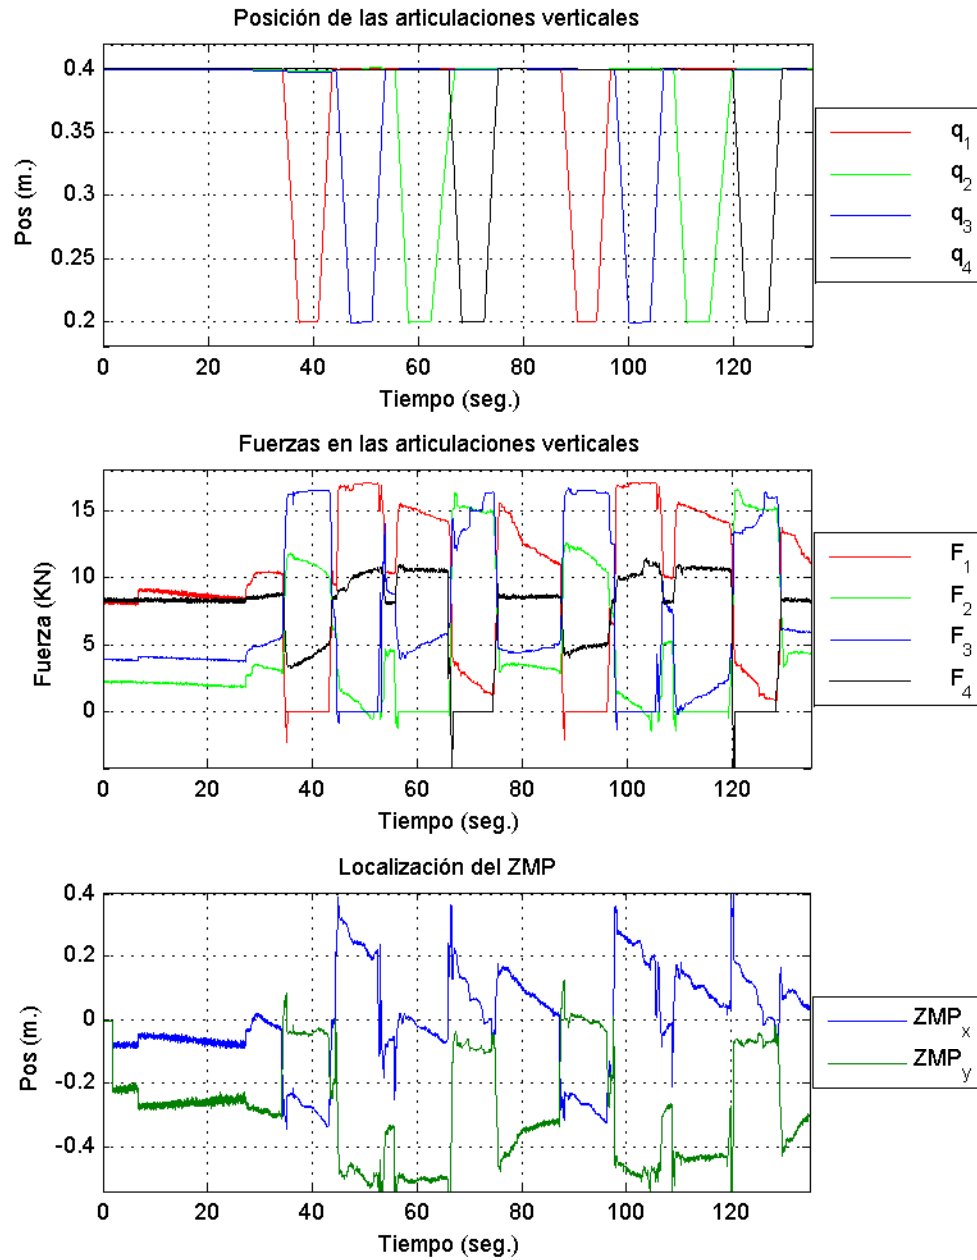 Posición de las articulaciones verticales
0.4
0.35
0.3
0.25
0.2
Pos (m.)
0 20 40 60 80 100 120
Tiempo (seg.)
q1
q2
q3
q4
Fuerzas en las articulaciones verticales
15
10
5
0
Fuerza (KN)
0 20 40 60 80 100 120
Tiempo (seg.)
F1
F2
F3
F4
Localización del ZMP
0.4
0.2
0
-0.2
-0.4
Pos (m.)
0 20 40 60 80 100 120
Tiempo (seg.)
ZMPx
ZMPy